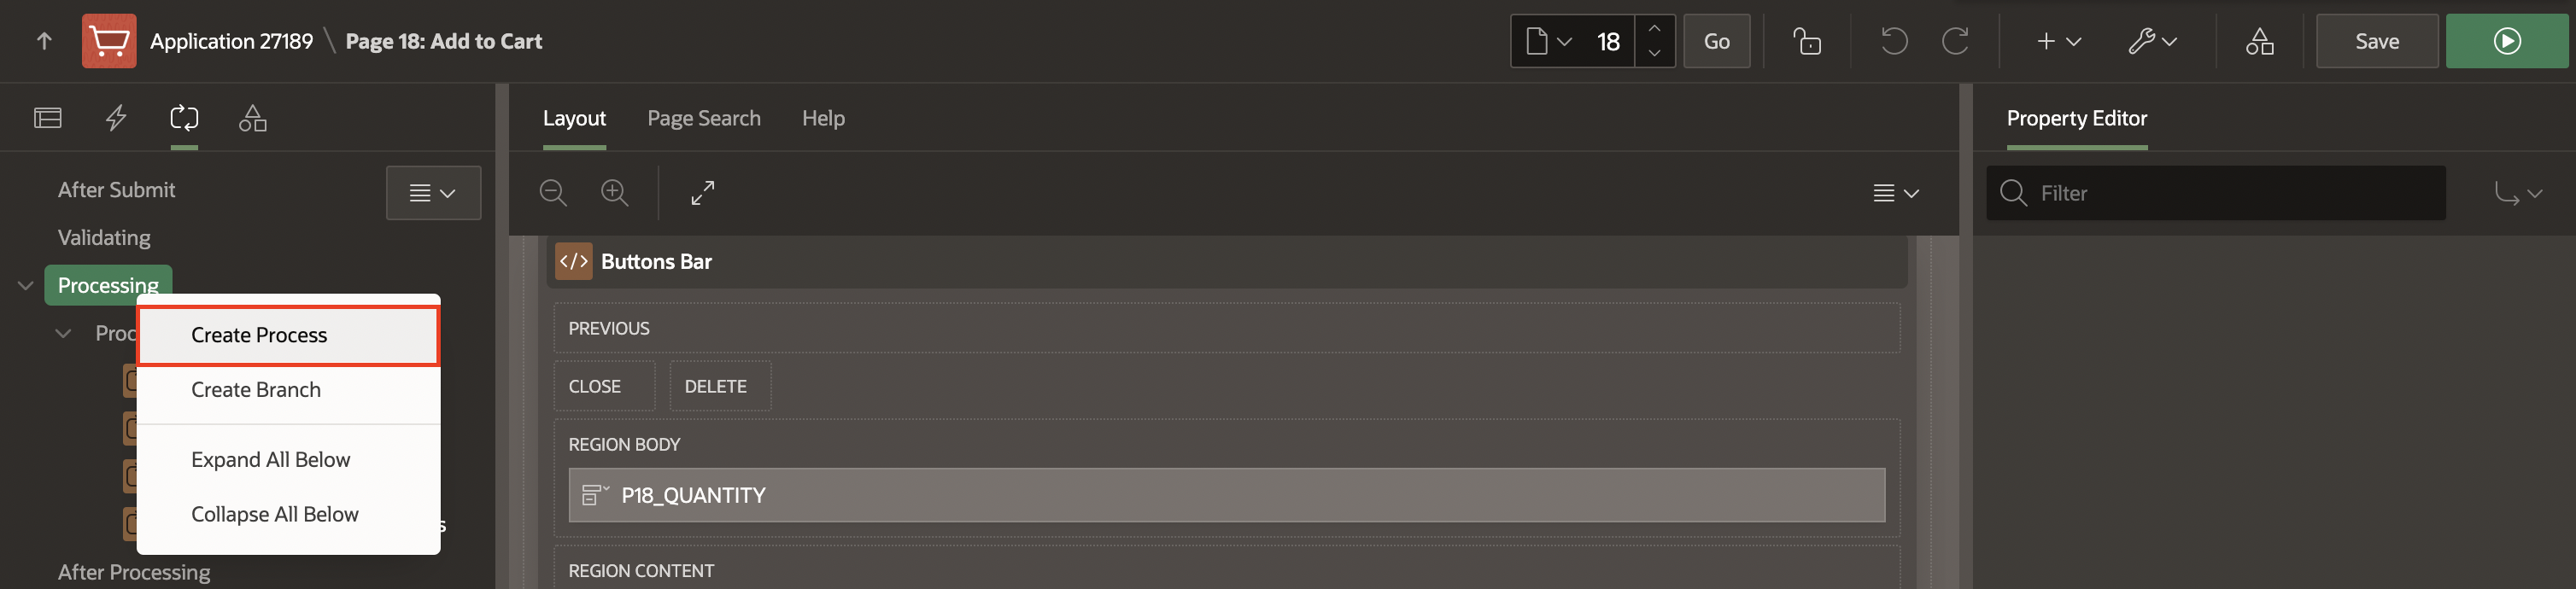 Application 27189 \ Page 18: Add to Cart
18
Go
Save
Layout
Page Search
Help
Property Editor
After Submit
Validating
Processing
Create Process
Create Branch
Expand All Below
Collapse All Below
After Processing
Buttons Bar
PREVIOUS
CLOSE
DELETE
REGION BODY
P18_QUANTITY
REGION CONTENT
Filter